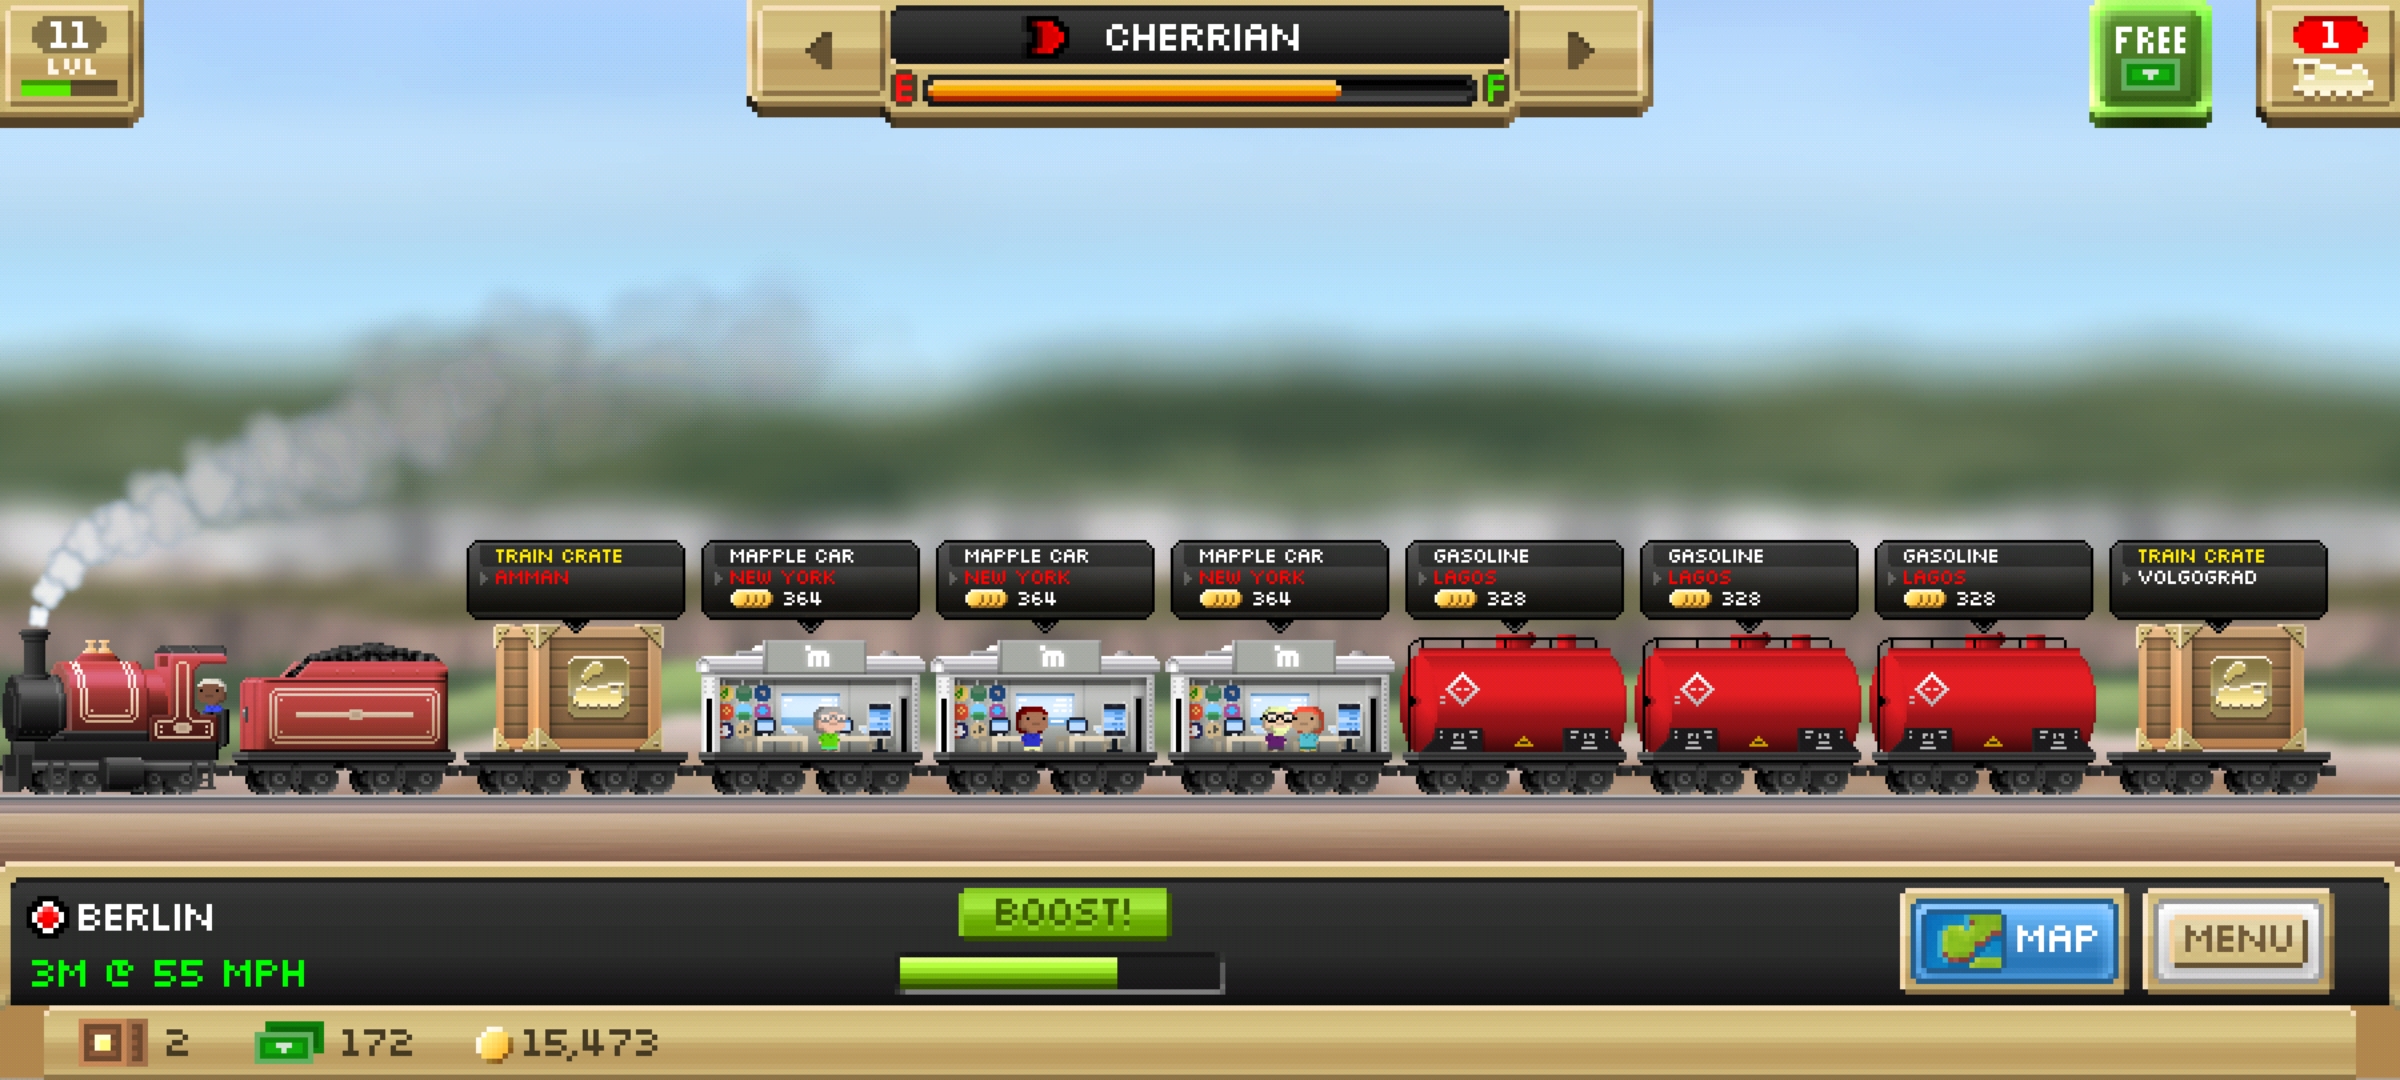 11
LVL
CHERRIAN
E F
FREE
1
TRAIN CRATE
AMMAN
MAPPLE CAR
NEW YORK
364
MAPPLE CAR
NEW YORK
364
MAPPLE CAR
NEW YORK
364
GASOLINE
LAGOS
328
GASOLINE
LAGOS
328
GASOLINE
LAGOS
328
TRAIN CRATE
VOLGOGRAD
m
m
m
BERLIN
3M @ 55 MPH
BOOST!
MAP
MENU
2
172
15,473